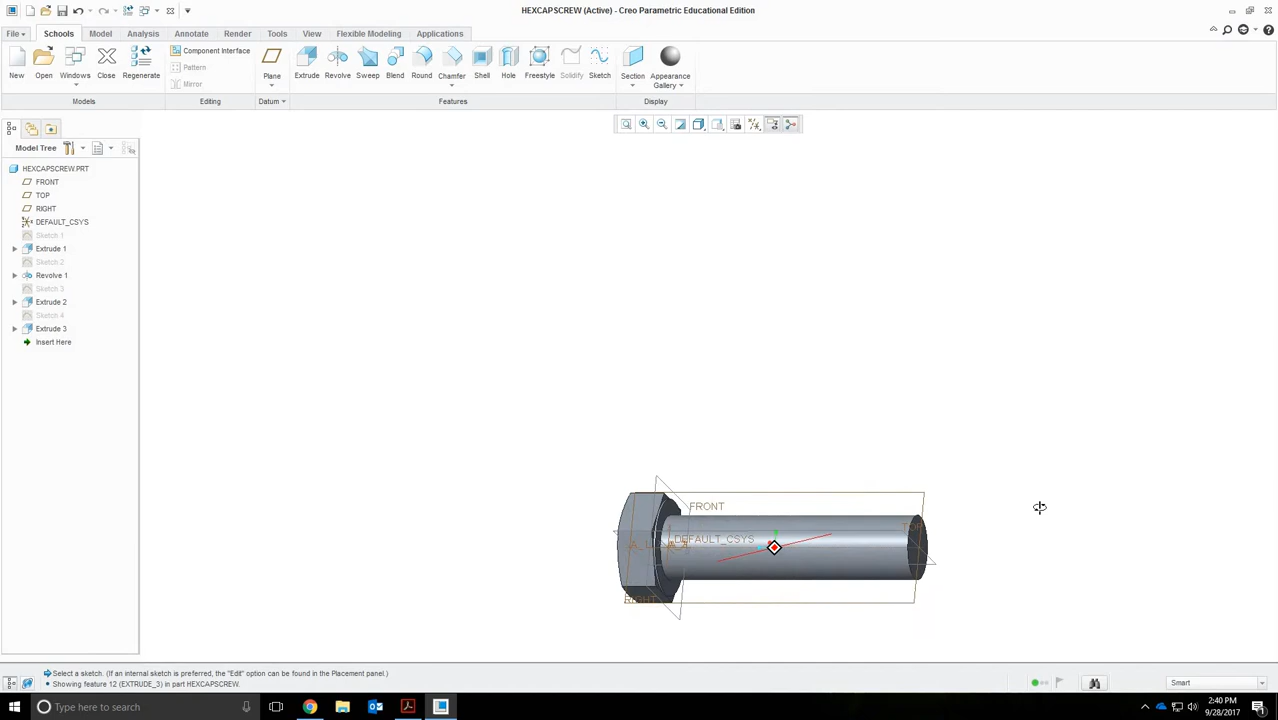 HEXCAPSCREW (Active) - Creo Parametric Educational Edition
File Schools Model Analysis Annotate Render Tools View Flexible Modeling Applications
New Open Windows Close Regenerate
Component Interface
Pattern
Mirror
Plane
Extrude Revolve Sweep Blend Round Chamfer Shell Hole Freestyle Solidify Sketch
Section Appearance Gallery
Models Editing Datum Features Display
Model Tree
HEXCAPSCREW.PRT
FRONT
TOP
RIGHT
DEFAULT_CSYS
Sketch 1
Extrude 1
Sketch 2
Revolve 1
Sketch 3
Extrude 2
Sketch 4
Extrude 3
Insert Here
FRONT
TOP
DEFAULT_CSYS
RIGHT
Select a sketch. (If an internal sketch is preferred, the "Edit" option can be found in the Placement panel.)
Showing feature 12 (EXTRUDE_3) in part HEXCAPSCREW.
Smart
Type here to search
2:40 PM
9/28/2017